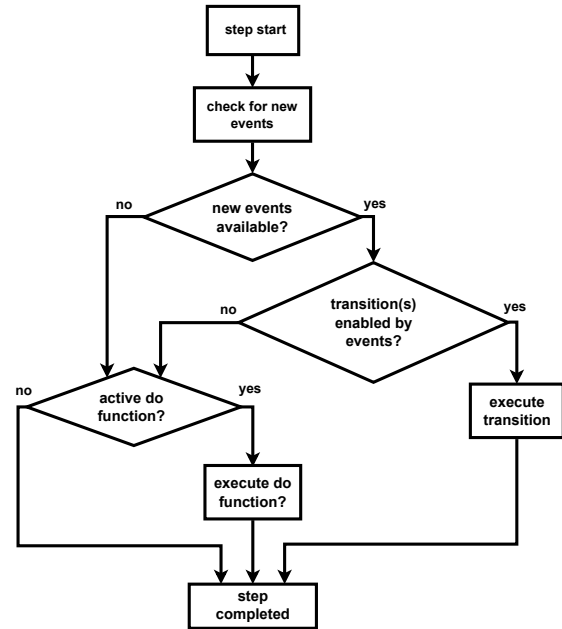 step start
check for new
events
no
yes
new events
available?
no
yes
transition(s)
enabled by
events?
no
yes
active do
function?
execute
transition
execute do
function?
step
completed